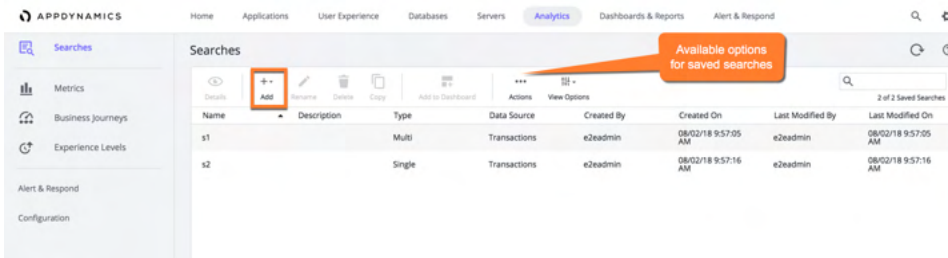 APPDYNAMICS
Home Applications User Experience Databases Servers Analytics Dashboards & Reports Alert & Respond
Searches
Metrics
Business Journeys
Experience Levels
Alert & Respond
Configuration
Searches
Available options
for saved searches
Details Add Rename Delete Copy Add to Dashboard Actions View Options
2 of 2 Saved Searches
Name Description Type Data Source Created By Created On Last Modified By Last Modified On
s1 Multi Transactions e2eadmin 08/02/18 9:57:05 AM e2eadmin 08/02/18 9:57:05 AM
s2 Single Transactions e2eadmin 08/02/18 9:57:16 AM e2eadmin 08/02/18 9:57:16 AM